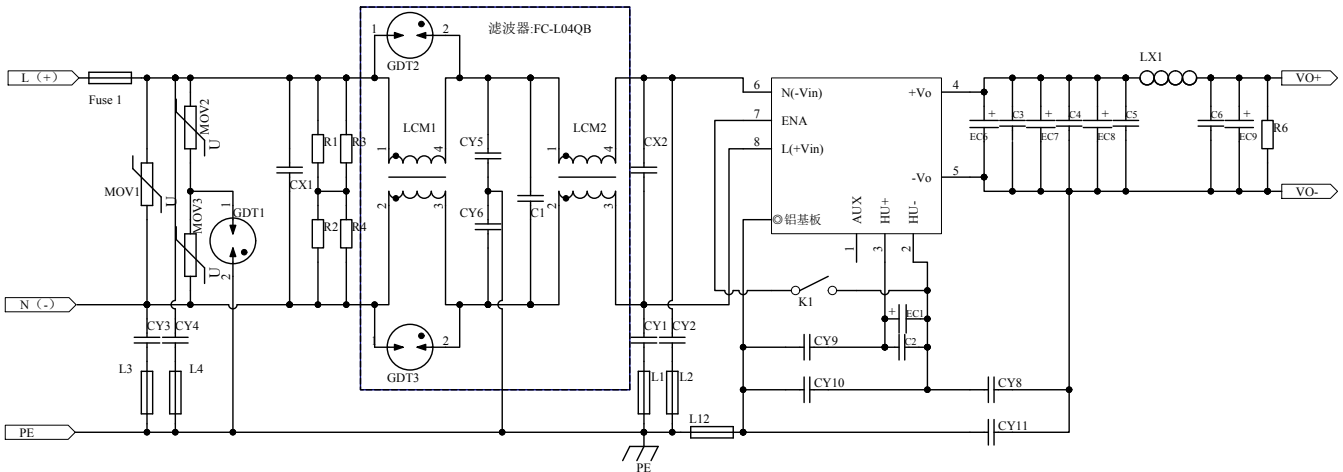 滤波器:FC-L04QB
1
2
GDT2
L（+）
Fuse 1
MOV2
U
MOV1
U
MOV3
U
1
GDT1
2
CX1
R1
R3
R2
R4
LCM1
1
4
2
3
CY5
CY6
C1
LCM2
1
4
2
3
CX2
6
7
8
N(-Vin)
ENA
L(+Vin)
◎铝基板
+Vo
-Vo
4
5
AUX
HU+
HU-
1
3
2
EC6
+
C3
EC7
+
C4
EC8
+
C5
LX1
C6
EC9
+
R6
VO+
VO-
N（-）
1
2
GDT3
K1
CY3
CY4
L3
L4
CY1
CY2
L1
L2
+
EC1
C2
CY9
CY10
CY8
CY11
L12
PE
PE